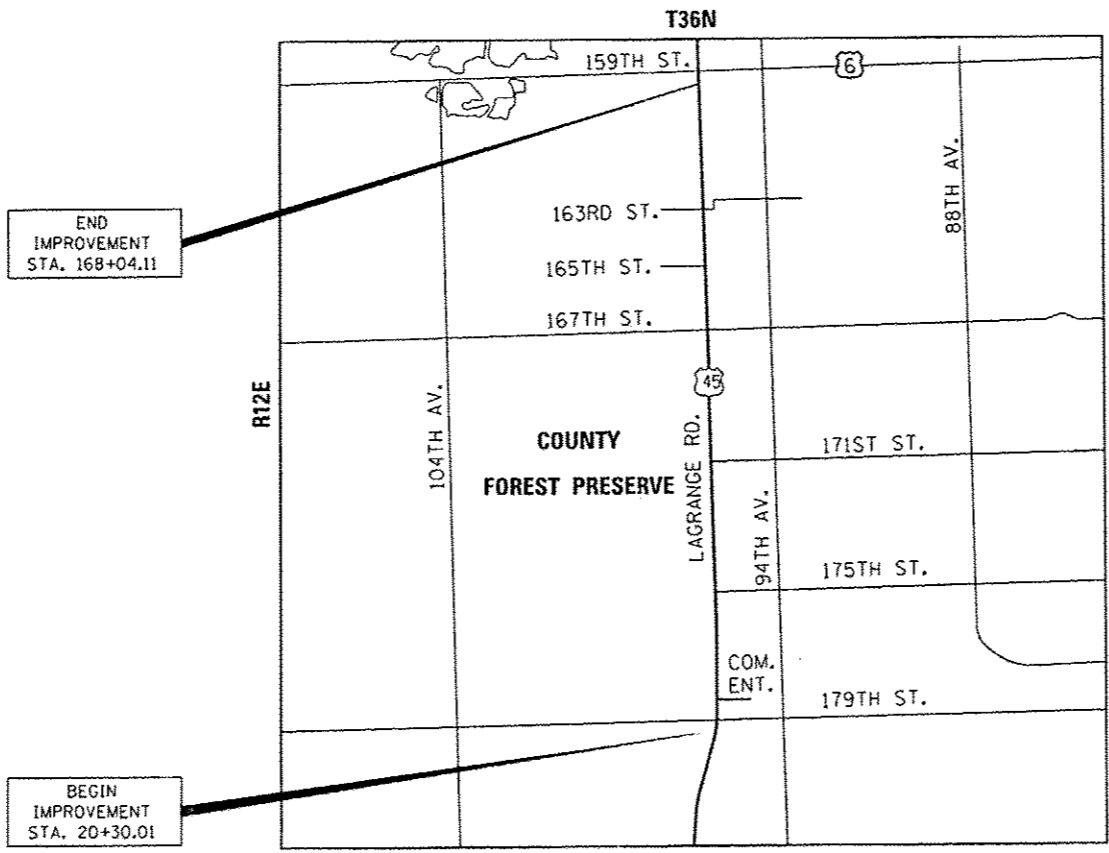 T36N
159TH ST.
6
END
IMPROVEMENT
STA. 168+04.11
163RD ST.
88TH AV.
165TH ST.
167TH ST.
R12E
104TH AV.
45
COUNTY
FOREST PRESERVE
LAGRANGE RD.
171ST ST.
94TH AV.
175TH ST.
COM.
ENT.
179TH ST.
BEGIN
IMPROVEMENT
STA. 20+30.01